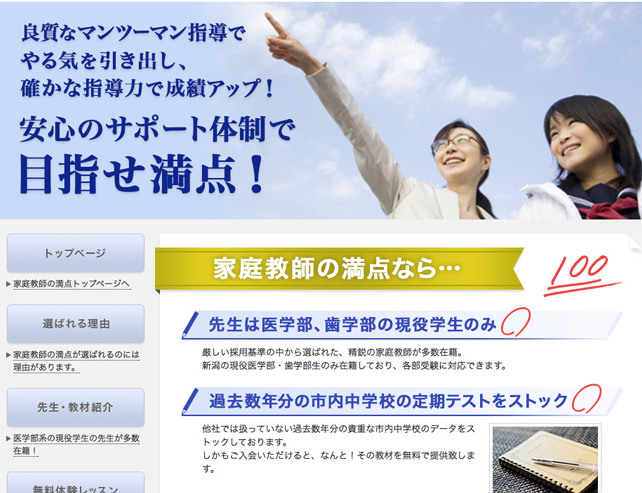 良質なマンツーマン指導で
やる気を引き出し、
確かな指導力で成績アップ！
安心のサポート体制で
目指せ満点！
トップページ
家庭教師の満点トップページへ
選ばれる理由
家庭教師の満点が選ばれるのには
理由があります。
先生・教材紹介
医学部系の現役学生の先生が多数
在籍！
無料体験レッスン
家庭教師の満点なら…
100
先生は医学部、歯学部の現役学生のみ
厳しい採用基準の中から選ばれた、精鋭の家庭教師が多数在籍。
新潟の現役医学部・歯学部生のみ在籍しており、各部受験に対応できます。
過去数年分の市内中学校の定期テストをストック
他社では扱っていない過去数年分の貴重な市内中学校のデータをス
トックしております。
しかもご入会いただけると、なんと！その教材を無料で提供致しま
す。